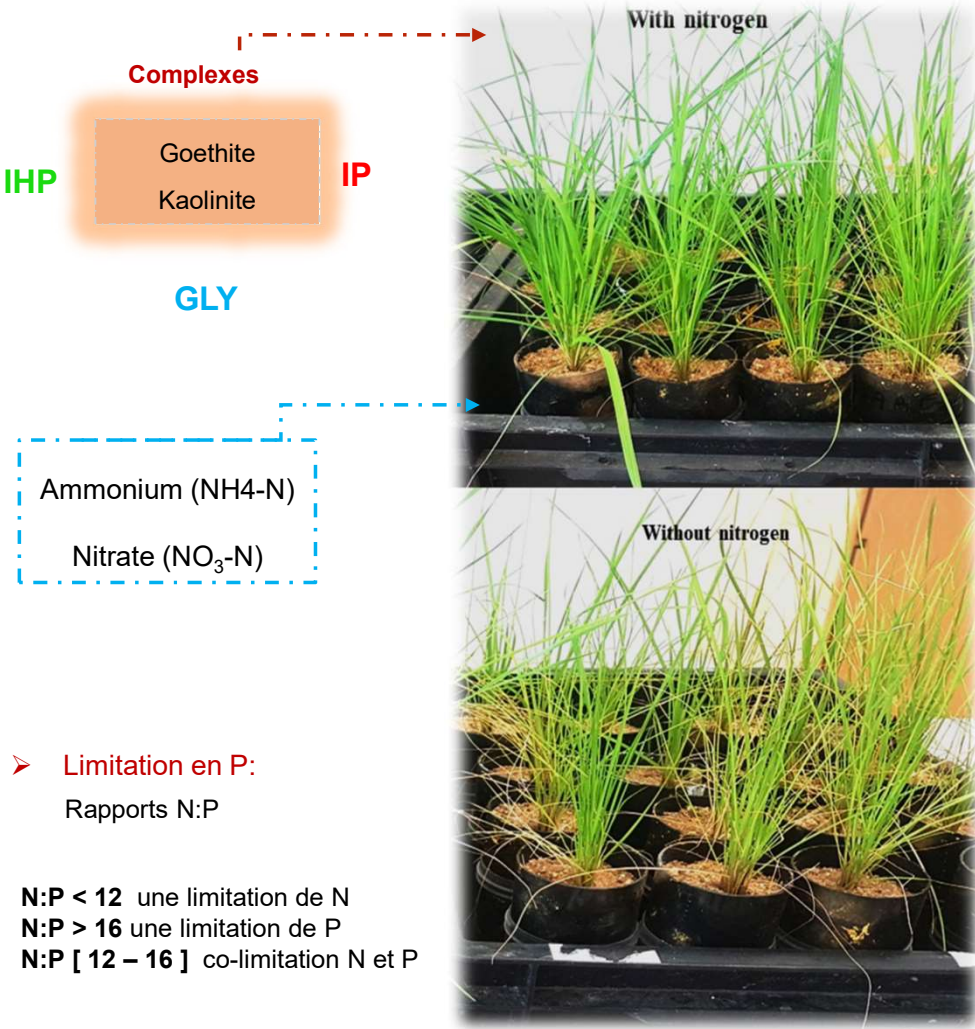 With nitrogen
Complexes
Goethite
IHP
IP
Kaolinite
GLY
Ammonium (NH4-N)
Nitrate (NO₃-N)
Without nitrogen
➢ Limitation en P:
Rapports N:P
N:P < 12 une limitation de N
N:P > 16 une limitation de P
N:P [ 12 – 16 ] co-limitation N et P